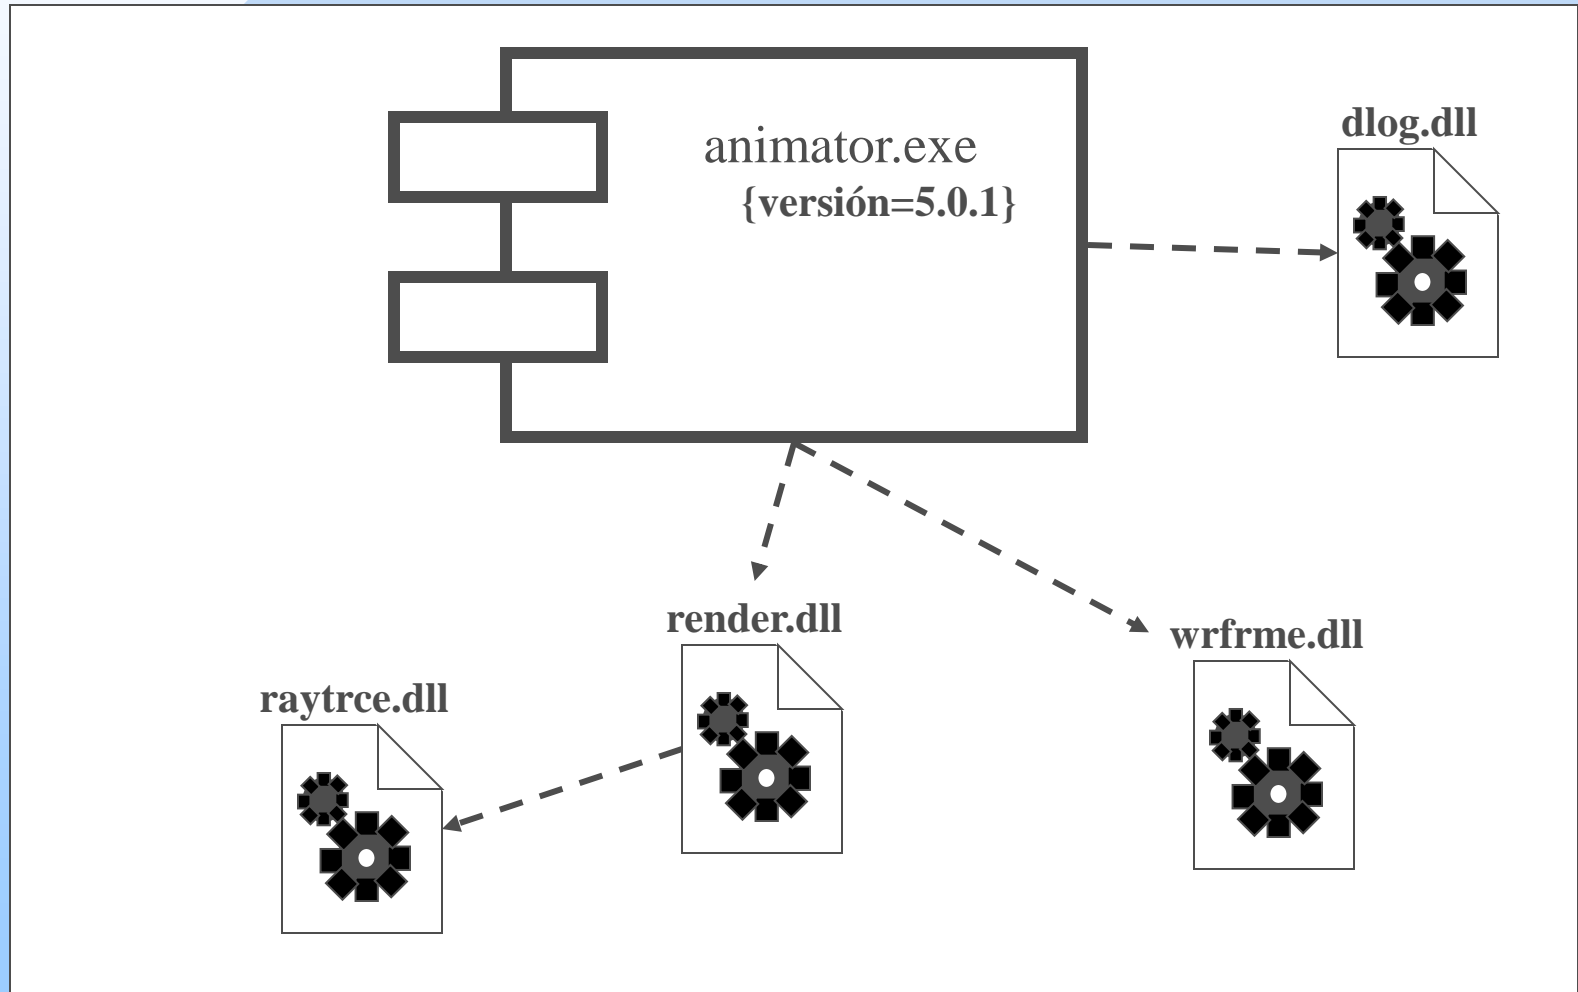 animator.exe
{versión=5.0.1}
dlog.dll
render.dll
wrfrme.dll
raytrce.dll